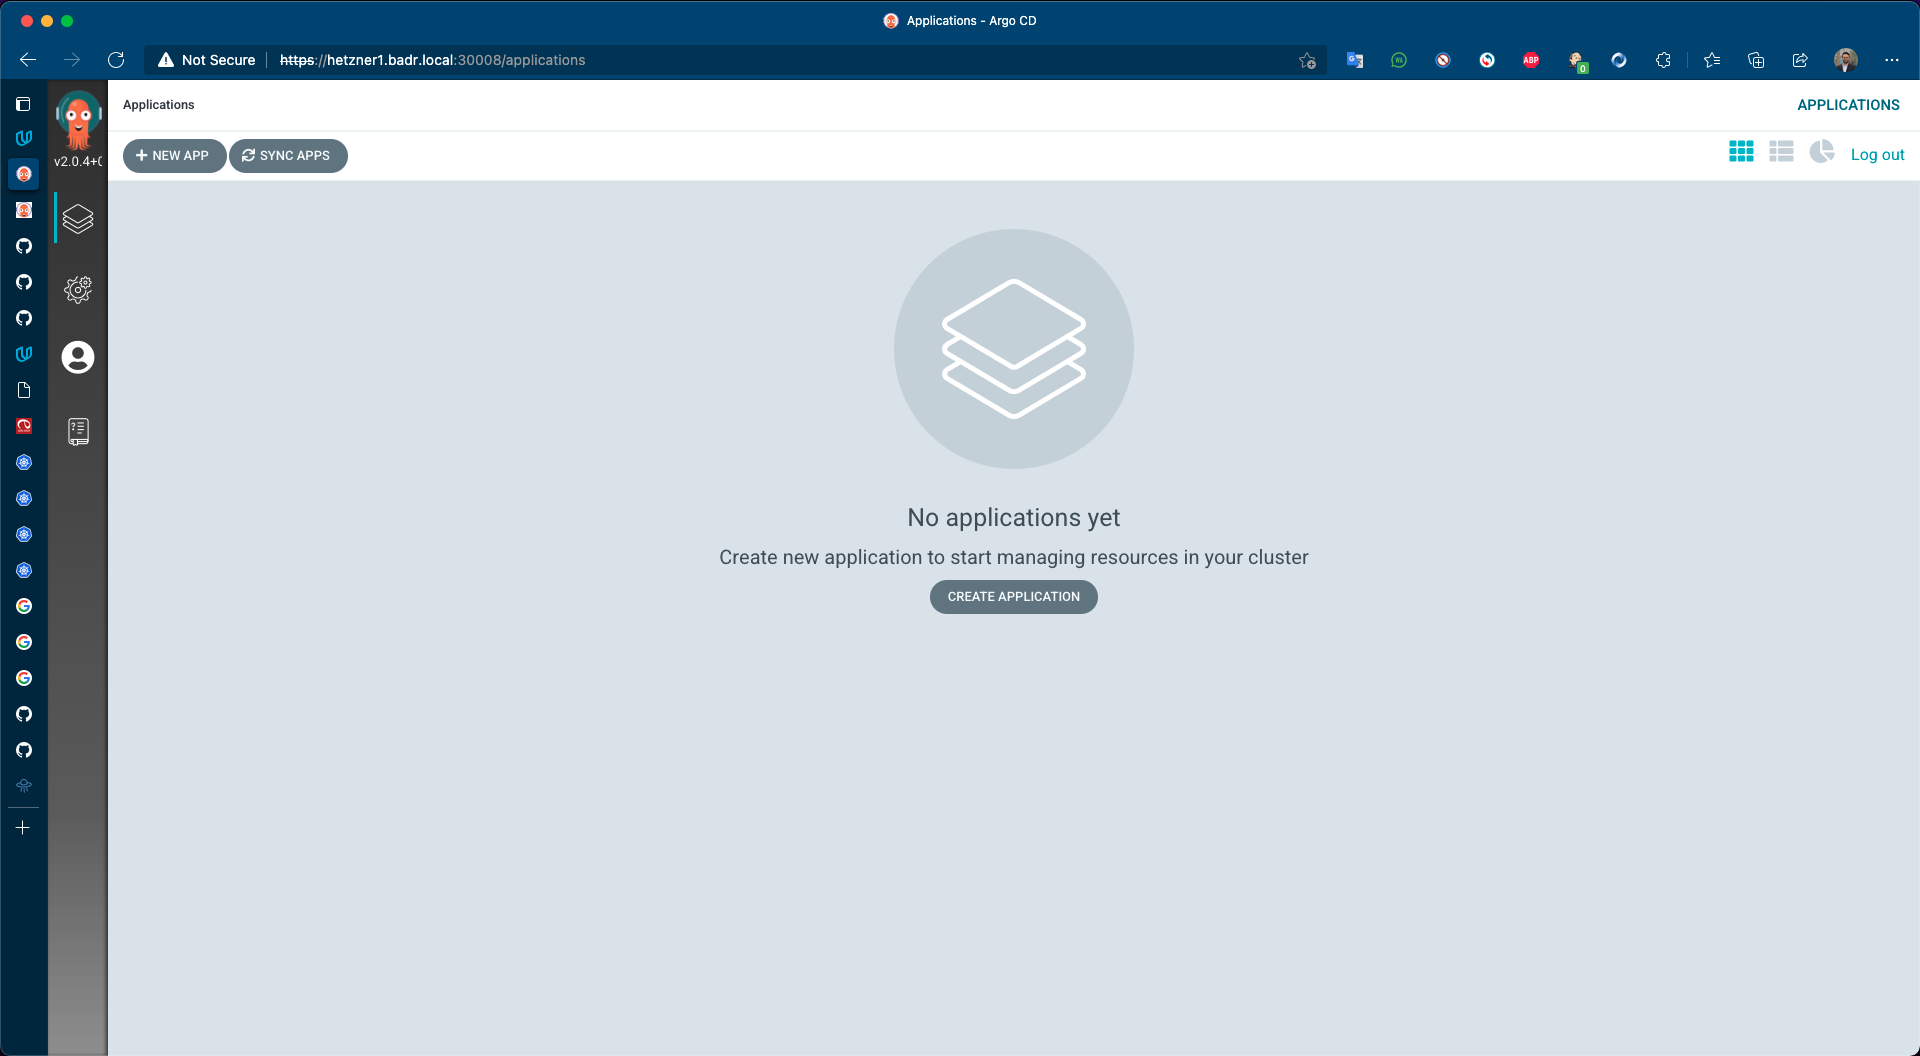 Applications - Argo CD
Not Secure
https://hetzner1.badr.local:30008/applications
ABP
0
v2.0.4+0
Applications
APPLICATIONS
NEW APP
SYNC APPS
Log out
No applications yet
Create new application to start managing resources in your cluster
CREATE APPLICATION